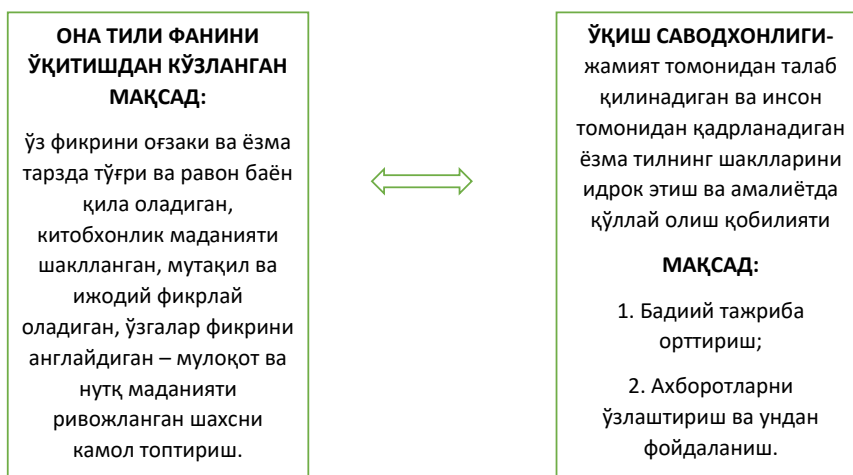 ОНА ТИЛИ ФАНИНИ
ЎҚИТИШДАН КЎЗЛАНГАН
МАҚСАД:
ўз фикрини оғзаки ва ёзма
тарзда тўғри ва равон баён
қила оладиган,
китобхонлик маданияти
шаклланган, мутақил ва
ижодий фикрлай
оладиган, ўзгалар фикрини
англайдиган – мулоқот ва
нутқ маданияти
ривожланган шахсни
камол топтириш.
ЎҚИШ САВОДХОНЛИГИ-
жамият томонидан талаб
қилинадиган ва инсон
томонидан қадрланадиган
ёзма тилнинг шаклларини
идрок этиш ва амалиётда
қўллай олиш қобилияти
МАҚСАД:
1. Бадиий тажриба
орттириш;
2. Ахборотларни
ўзлаштириш ва ундан
фойдаланиш.